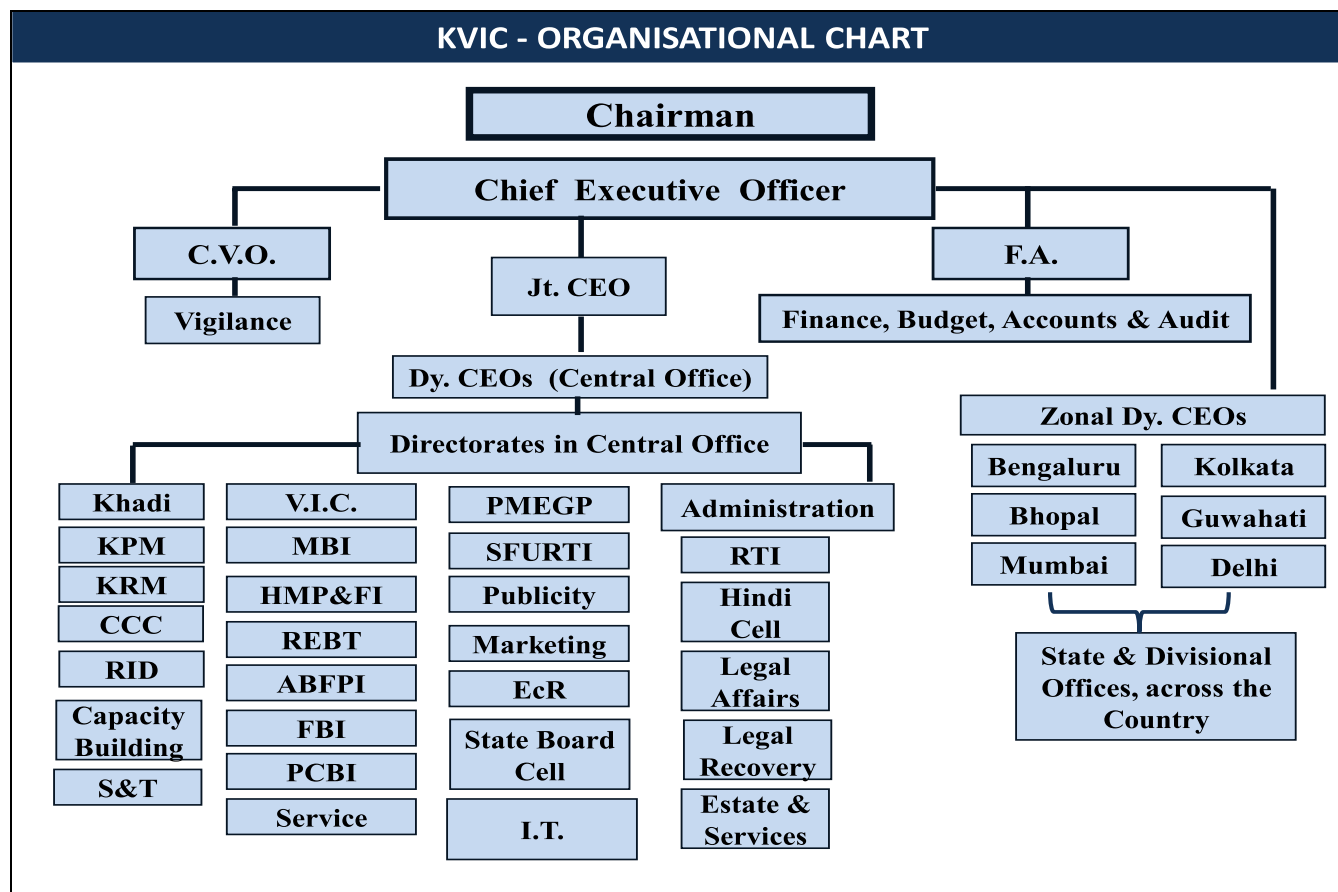 KVIC - ORGANISATIONAL CHART
Chairman
Chief Executive Officer
C.V.O.
Vigilance
Jt. CEO
F.A.
Finance, Budget, Accounts & Audit
Dy. CEOs (Central Office)
Directorates in Central Office
Khadi
KPM
KRM
CCC
RID
Capacity
Building
S&T
V.I.C.
MBI
HMP&FI
REBT
ABFPI
FBI
PCBI
Service
PMEGP
SFURTI
Publicity
Marketing
EcR
State Board
Cell
I.T.
Administration
RTI
Hindi
Cell
Legal
Affairs
Legal
Recovery
Estate &
Services
Zonal Dy. CEOs
Bengaluru
Bhopal
Mumbai
Kolkata
Guwahati
Delhi
State & Divisional
Offices, across the
Country